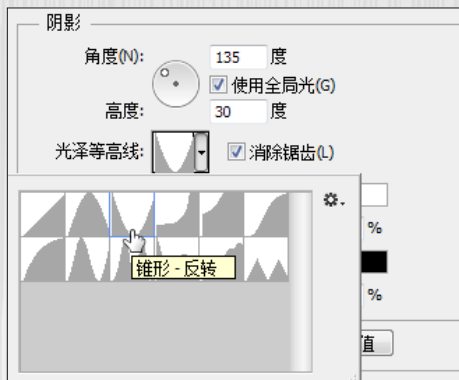 阴影
角度(N): 135 度
使用全局光(G)
高度: 30 度
光泽等高线: 消除锯齿(L)
%
锥形 - 反转
%
值